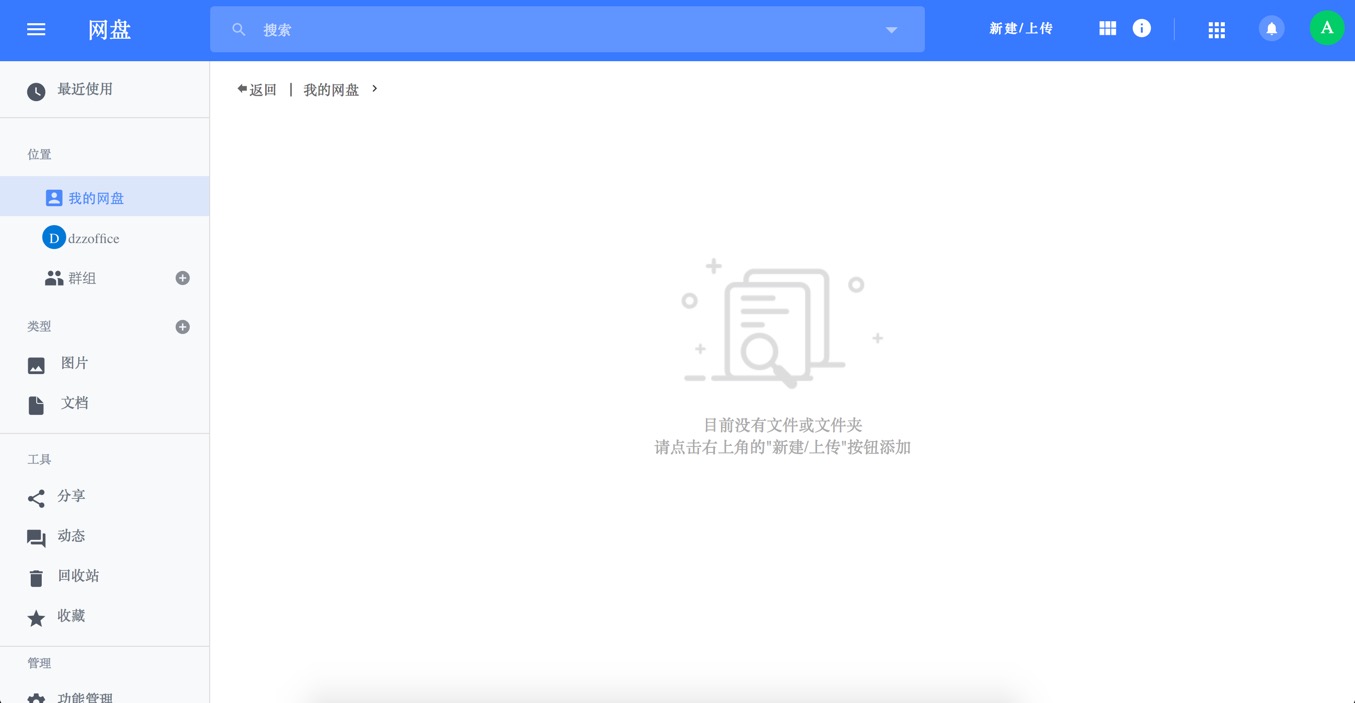 网盘
搜索
新建/上传
A
最近使用
返回 | 我的网盘
位置
我的网盘
D dzzoffice
群组
类型
图片
文档
目前没有文件或文件夹
请点击右上角的"新建/上传"按钮添加
工具
分享
动态
回收站
收藏
管理
功能管理